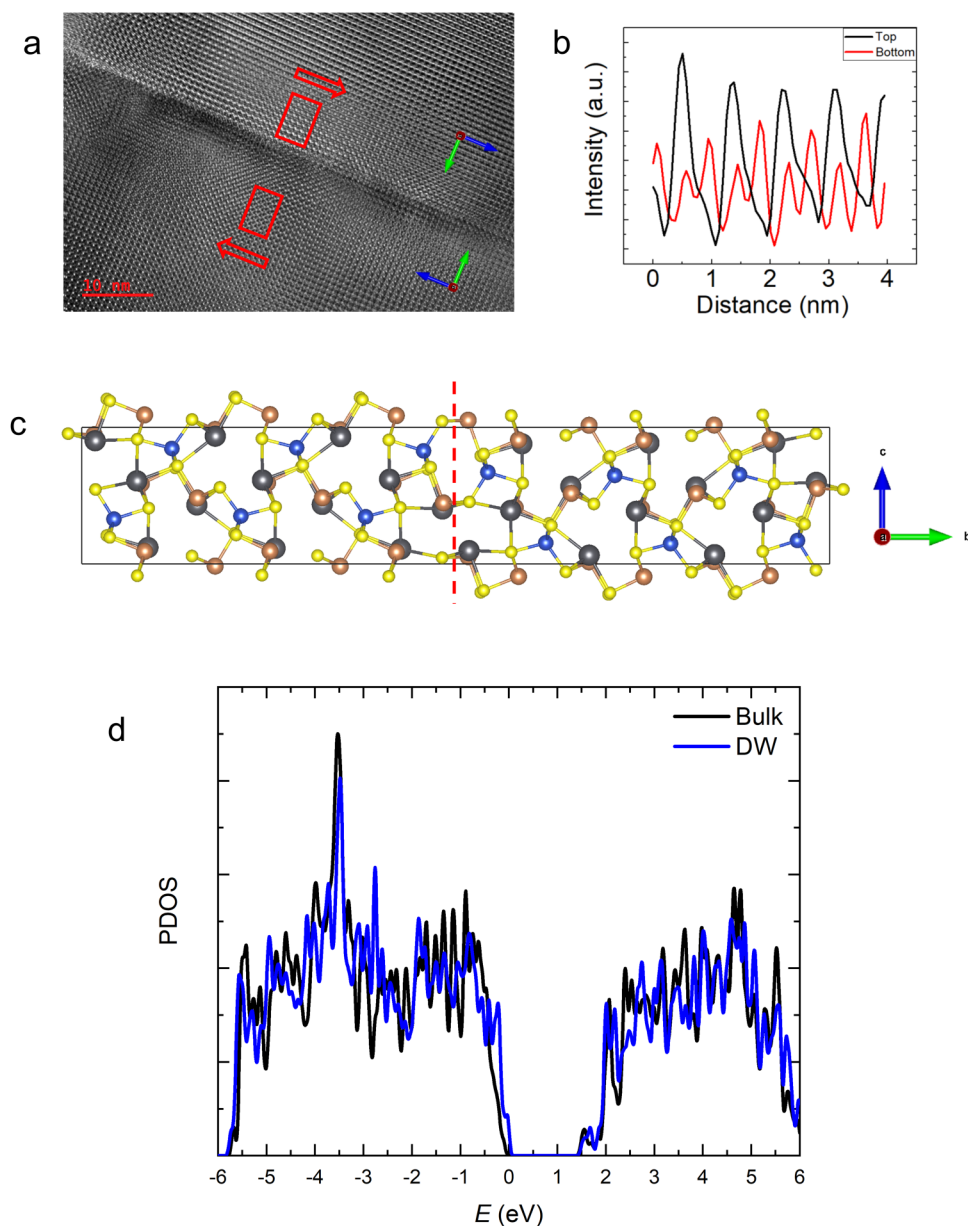 a
10 nm
b
Intensity (a.u.)
Top
Bottom
0 1 2 3 4
Distance (nm)
c
c
a
b
d
PDOS
Bulk
DW
-6 -5 -4 -3 -2 -1 0 1 2 3 4 5 6
E (eV)